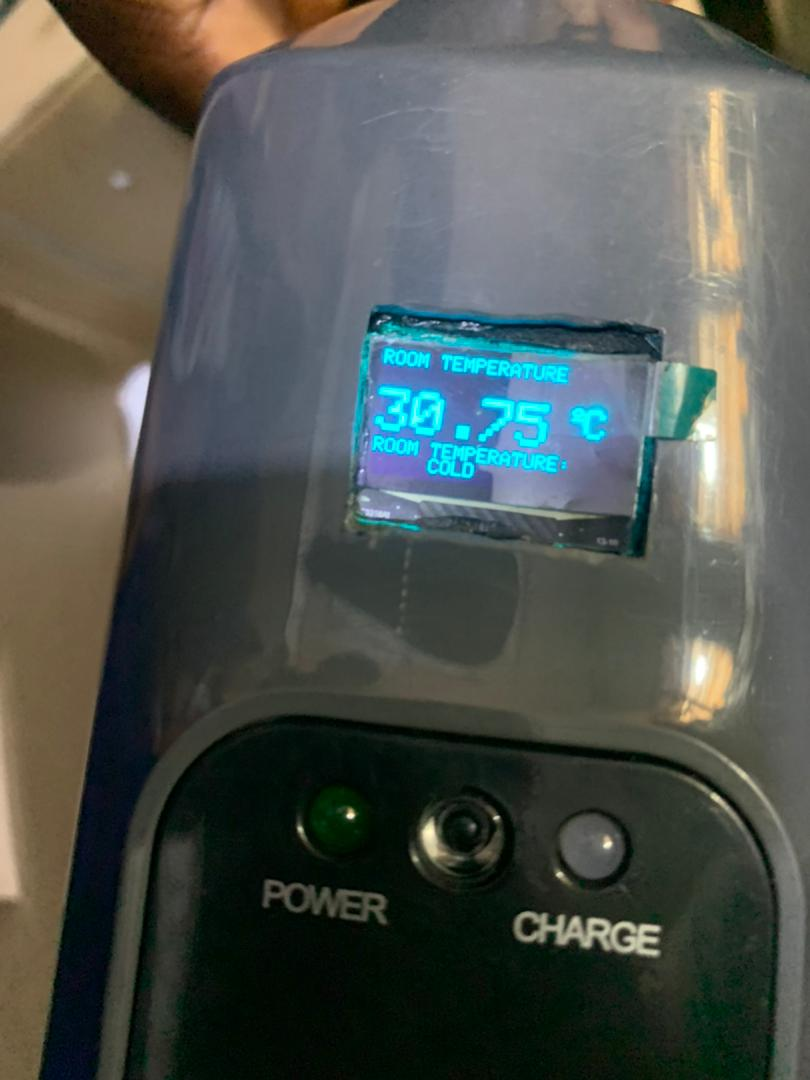 ROOM TEMPERATURE
30.75 °C
ROOM TEMPERATURE:
COLD
POWER
CHARGE